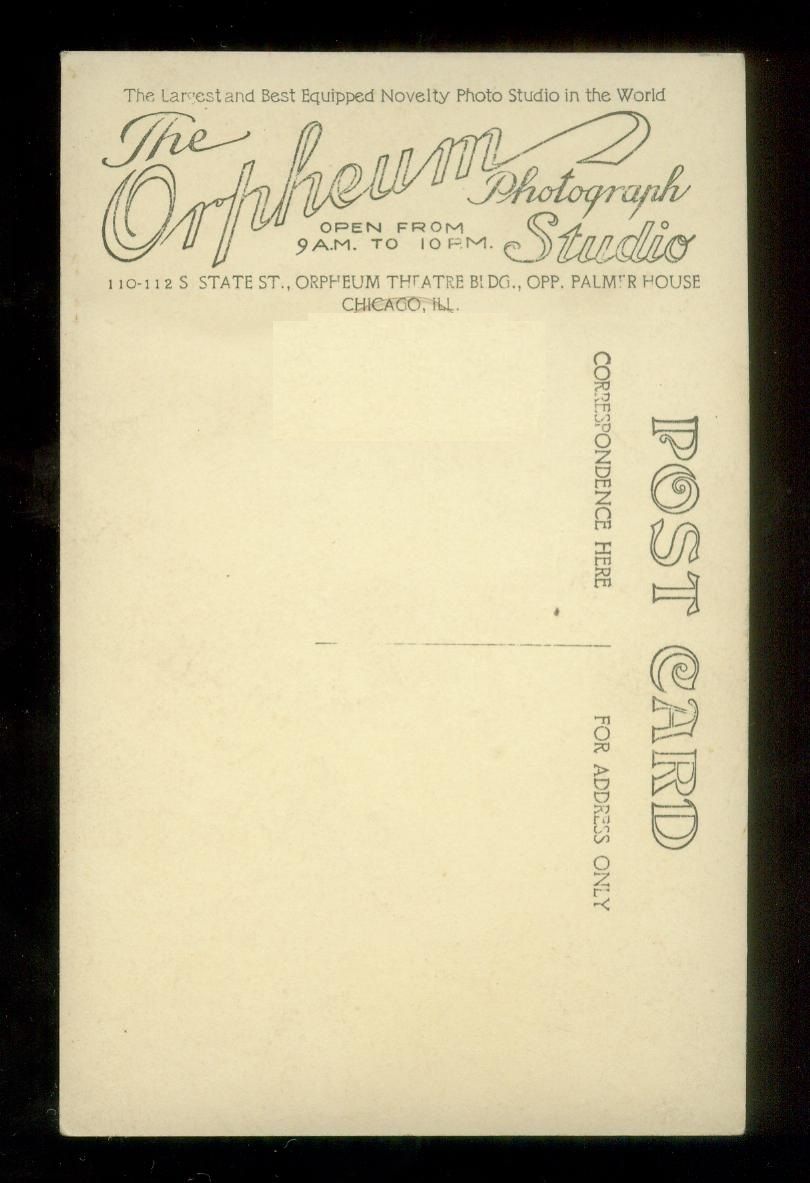 The Largest and Best Equipped Novelty Photo Studio in the World
The Orpheum Photograph Studio
OPEN FROM
9 A.M. TO 10 P.M.
110-112 S STATE ST., ORPHEUM THEATRE BLDG., OPP. PALMER HOUSE
CHICAGO, ILL.
POST CARD
CORRESPONDENCE HERE
FOR ADDRESS ONLY